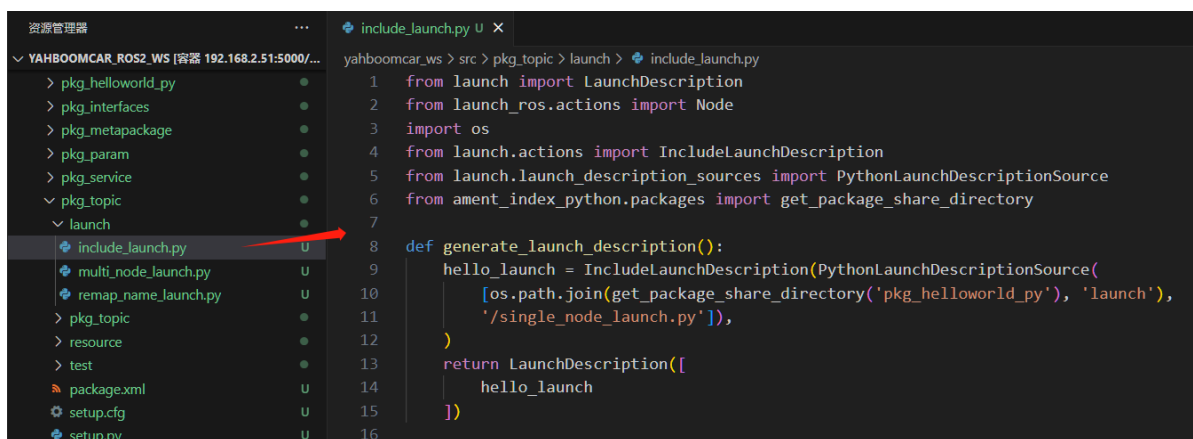 资源管理器 ···
YAHBOOMCAR_ROS2_WS [容器 192.168.2.51:5000/...
pkg_helloworld_py
pkg_interfaces
pkg_metapackage
pkg_param
pkg_service
pkg_topic
launch
include_launch.py U
multi_node_launch.py U
remap_name_launch.py U
pkg_topic
resource
test
package.xml U
setup.cfg U
setup.py U
include_launch.py U ×
yahboomcar_ws > src > pkg_topic > launch > include_launch.py
1 from launch import LaunchDescription
2 from launch_ros.actions import Node
3 import os
4 from launch.actions import IncludeLaunchDescription
5 from launch.launch_description_sources import PythonLaunchDescriptionSource
6 from ament_index_python.packages import get_package_share_directory
7
8 def generate_launch_description():
9 hello_launch = IncludeLaunchDescription(PythonLaunchDescriptionSource(
10 [os.path.join(get_package_share_directory('pkg_helloworld_py'), 'launch'),
11 '/single_node_launch.py']),
12 )
13 return LaunchDescription([
14 hello_launch
15 ])
16